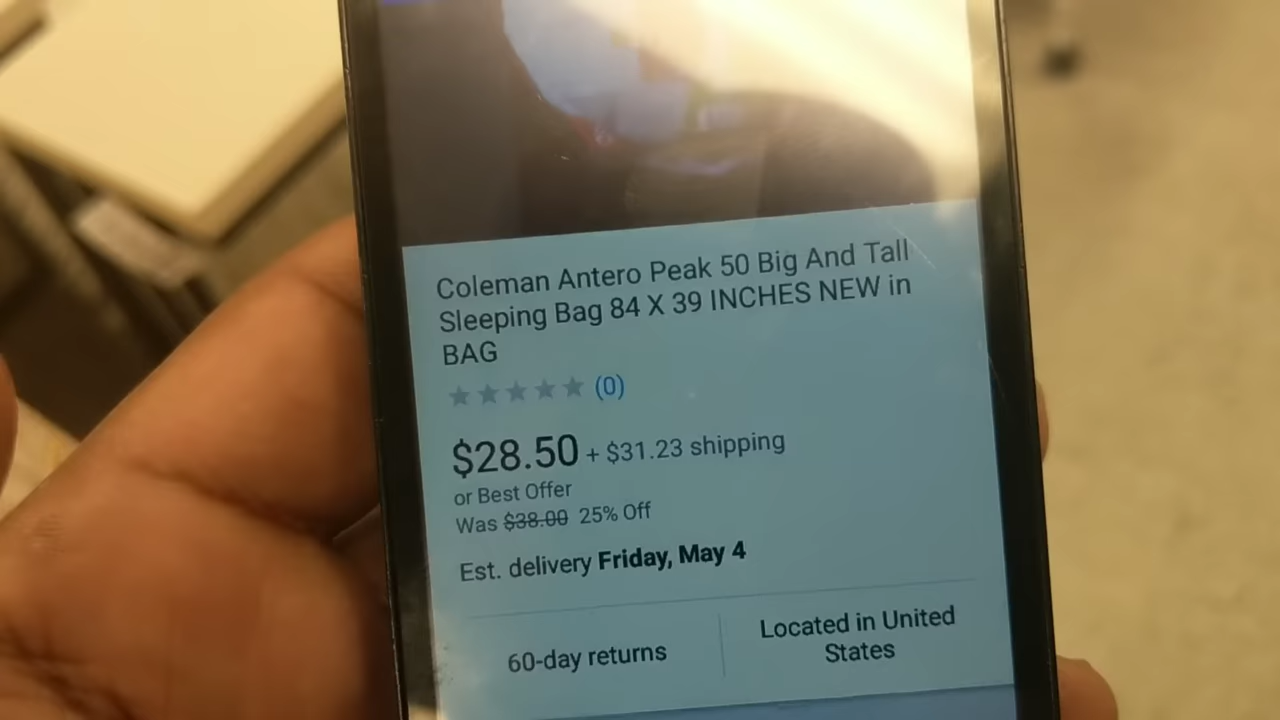 Coleman Antero Peak 50 Big And Tall
Sleeping Bag 84 X 39 INCHES NEW in
BAG
(0)
$28.50 + $31.23 shipping
or Best Offer
Was $38.00 25% Off
Est. delivery Friday, May 4
60-day returns
Located in United
States